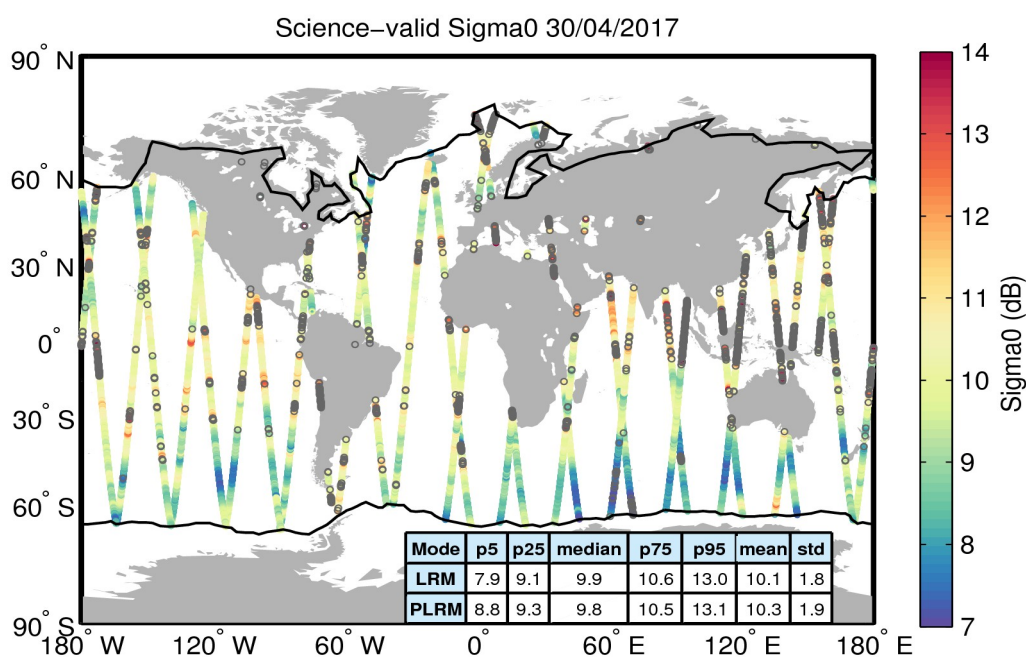 Science−valid Sigma0 30/04/2017
90° N
60° N
30° N
0°
30° S
60° S
90° S
180° W
120° W
60° W
0°
60° E
120° E
180° E
14
13
12
11
10
9
8
7
Sigma0 (dB)
Mode p5 p25 median p75 p95 mean std
LRM 7.9 9.1 9.9 10.6 13.0 10.1 1.8
PLRM 8.8 9.3 9.8 10.5 13.1 10.3 1.9